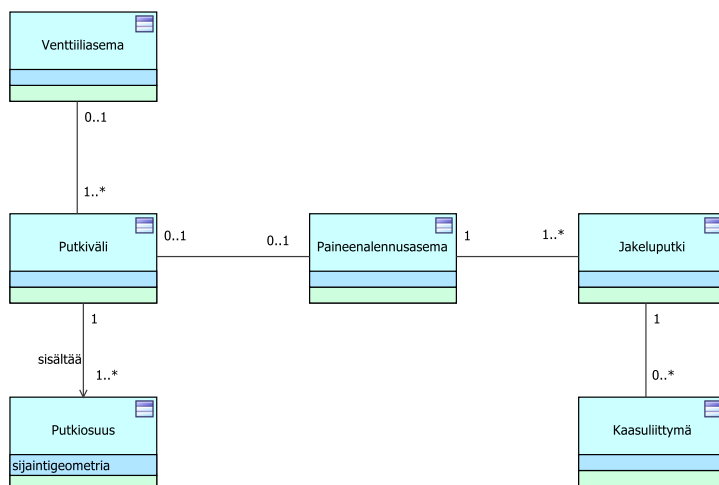 Venttiiliasema
0..1
1..*
Putkiväli
0..1
0..1
Paineenalennusasema
1
1..*
Jakeluputki
1
sisältää
1..*
1
0..*
Putkiosuus
sijaintigeometria
Kaasuliittymä